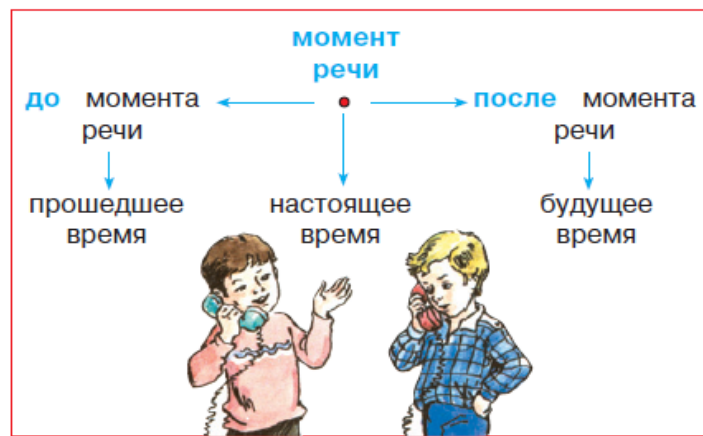 момент
речи
до момента
речи
после момента
речи
прошедшее
время
настоящее
время
будущее
время